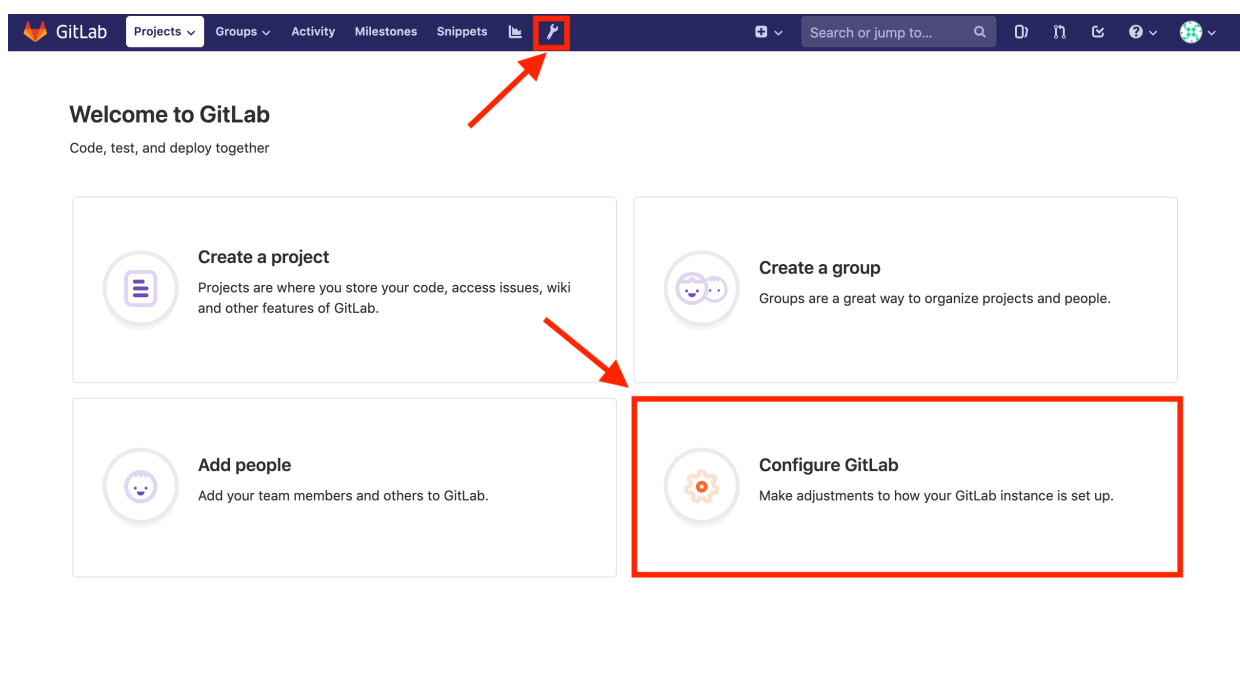 GitLab Projects Groups Activity Milestones Snippets Search or jump to...
Welcome to GitLab
Code, test, and deploy together
Create a project
Projects are where you store your code, access issues, wiki
and other features of GitLab.
Create a group
Groups are a great way to organize projects and people.
Add people
Add your team members and others to GitLab.
Configure GitLab
Make adjustments to how your GitLab instance is set up.